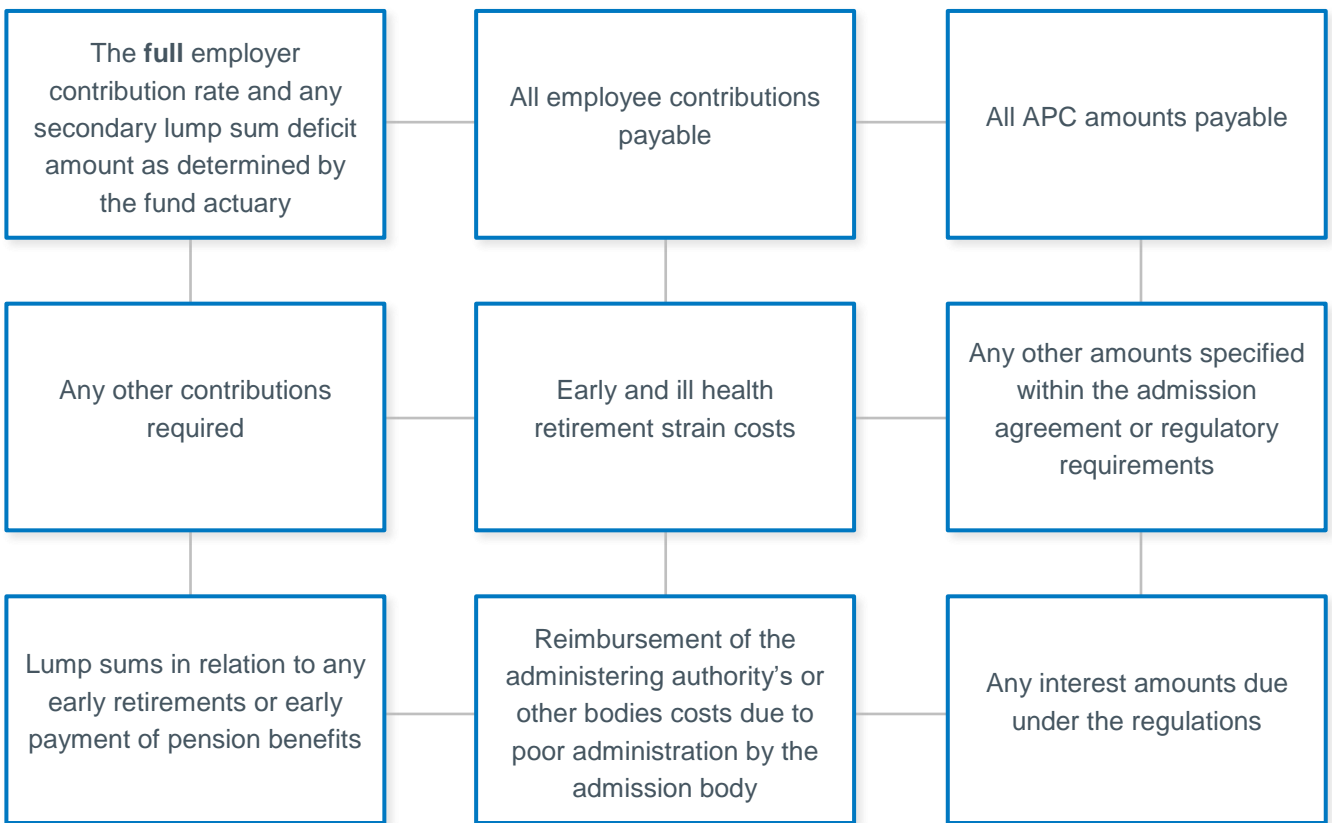 The full employer
contribution rate and any
secondary lump sum deficit
amount as determined by
the fund actuary
All employee contributions
payable
All APC amounts payable
Any other contributions
required
Early and ill health
retirement strain costs
Any other amounts specified
within the admission
agreement or regulatory
requirements
Lump sums in relation to any
early retirements or early
payment of pension benefits
Reimbursement of the
administering authority’s or
other bodies costs due to
poor administration by the
admission body
Any interest amounts due
under the regulations